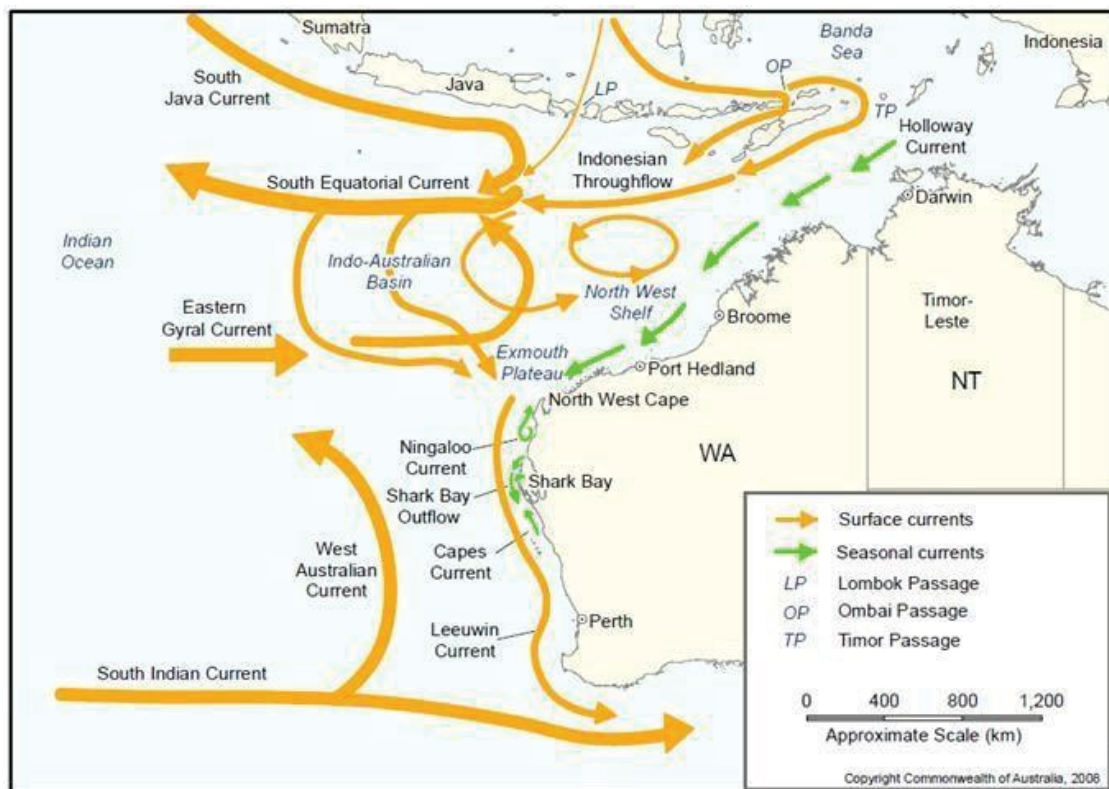 Sumatra
Banda
Sea
Indonesia
South
Java Current
Java
LP
OP
TP
Holloway
Current
Indonesian
Throughflow
South Equatorial Current
Darwin
Indian
Ocean
Indo-Australian
Basin
North West
Shelf
Eastern
Gyral Current
Broome
Timor-
Leste
Exmouth
Plateau
Port Hedland
NT
North West Cape
Ningaloo
Current
WA
Shark Bay
Shark Bay
Outflow
West
Australian
Current
Capes
Current
Perth
Leeuwin
Current
South Indian Current
Surface currents
Seasonal currents
LP Lombok Passage
OP Ombai Passage
TP Timor Passage
0 400 800 1,200
Approximate Scale (km)
Copyright Commonwealth of Australia, 2008